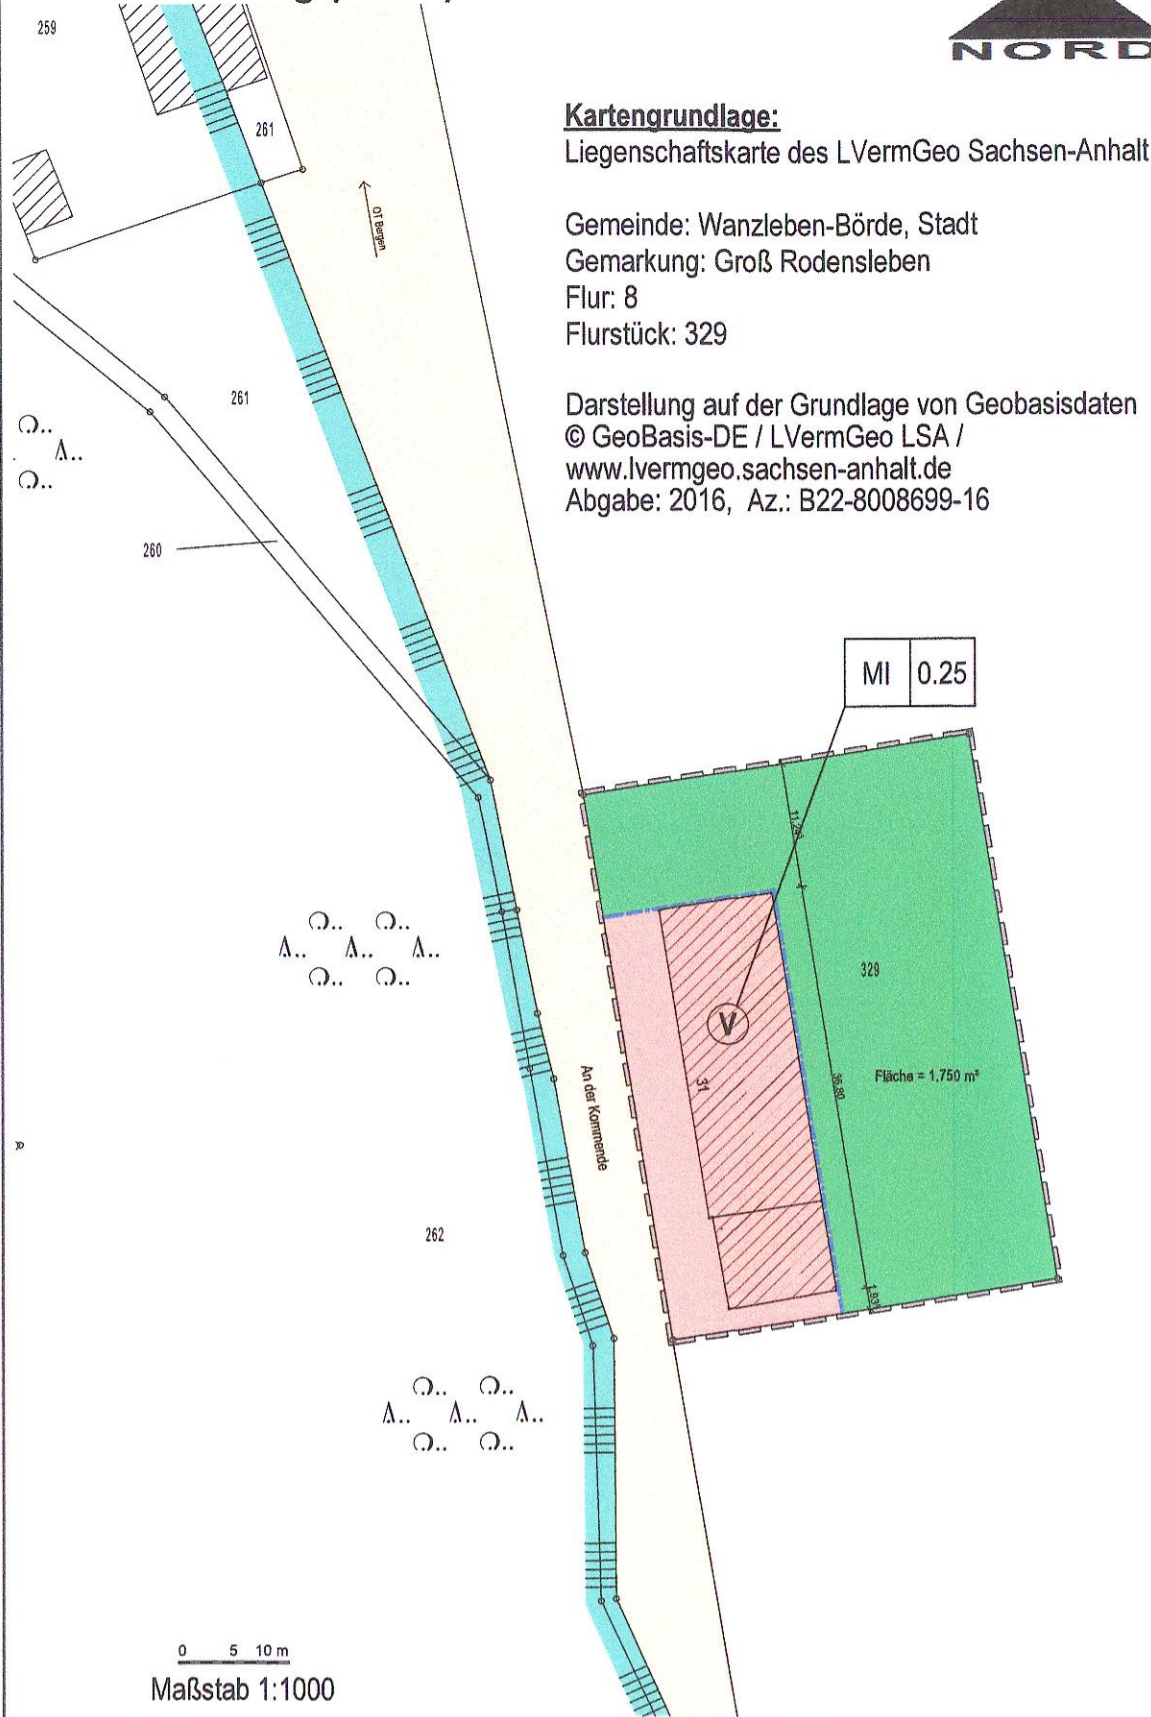 NORD
Kartengrundlage:
Liegenschaftskarte des LVermGeo Sachsen-Anhalt
Gemeinde: Wanzleben-Börde, Stadt
Gemarkung: Groß Rodensleben
Flur: 8
Flurstück: 329
Darstellung auf der Grundlage von Geobasisdaten
© GeoBasis-DE / LVermGeo LSA /
www.lvermgeo.sachsen-anhalt.de
Abgabe: 2016, Az.: B22-8008699-16
259
261
OT Bergen
261
260
MI 0.25
329
V
31
36,80
Fläche = 1.750 m²
An der Kommende
262
0 5 10 m
Maßstab 1:1000